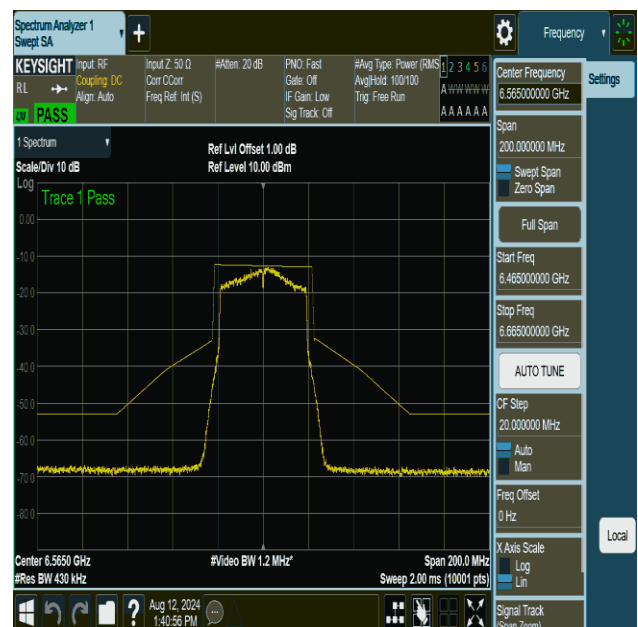 Spectrum Analyzer 1
Swept SA
+
Frequency
KEYSIGHT
RL
PASS
Input: RF
Coupling: DC
Align: Auto
Input Z: 50 Ω
Corr CCorr
Freq Ref: Int (S)
#Atten: 20 dB
PNO: Fast
Gate: Off
IF Gain: Low
Sig Track: Off
#Avg Type: Power (RMS
Avg|Hold: 100/100
Trig: Free Run
1 2 3 4 5 6
A W W W W W
A A A A A A
1 Spectrum
Scale/Div 10 dB
Ref Lvl Offset 1.00 dB
Ref Level 10.00 dBm
Log
Trace 1 Pass
0.00
-10.0
-20.0
-30.0
-40.0
-50.0
-60.0
-70.0
-80.0
Center 6.5650 GHz
#Res BW 430 kHz
#Video BW 1.2 MHz*
Span 200.0 MHz
Sweep 2.00 ms (10001 pts)
Aug 12, 2024
1:40:56 PM
Center Frequency
6.565000000 GHz
Span
200.000000 MHz
Swept Span
Zero Span
Full Span
Start Freq
6.465000000 GHz
Stop Freq
6.665000000 GHz
AUTO TUNE
CF Step
20.000000 MHz
Auto
Man
Freq Offset
0 Hz
X Axis Scale
Log
Lin
Signal Track
(Span Zoom)
Settings
Local